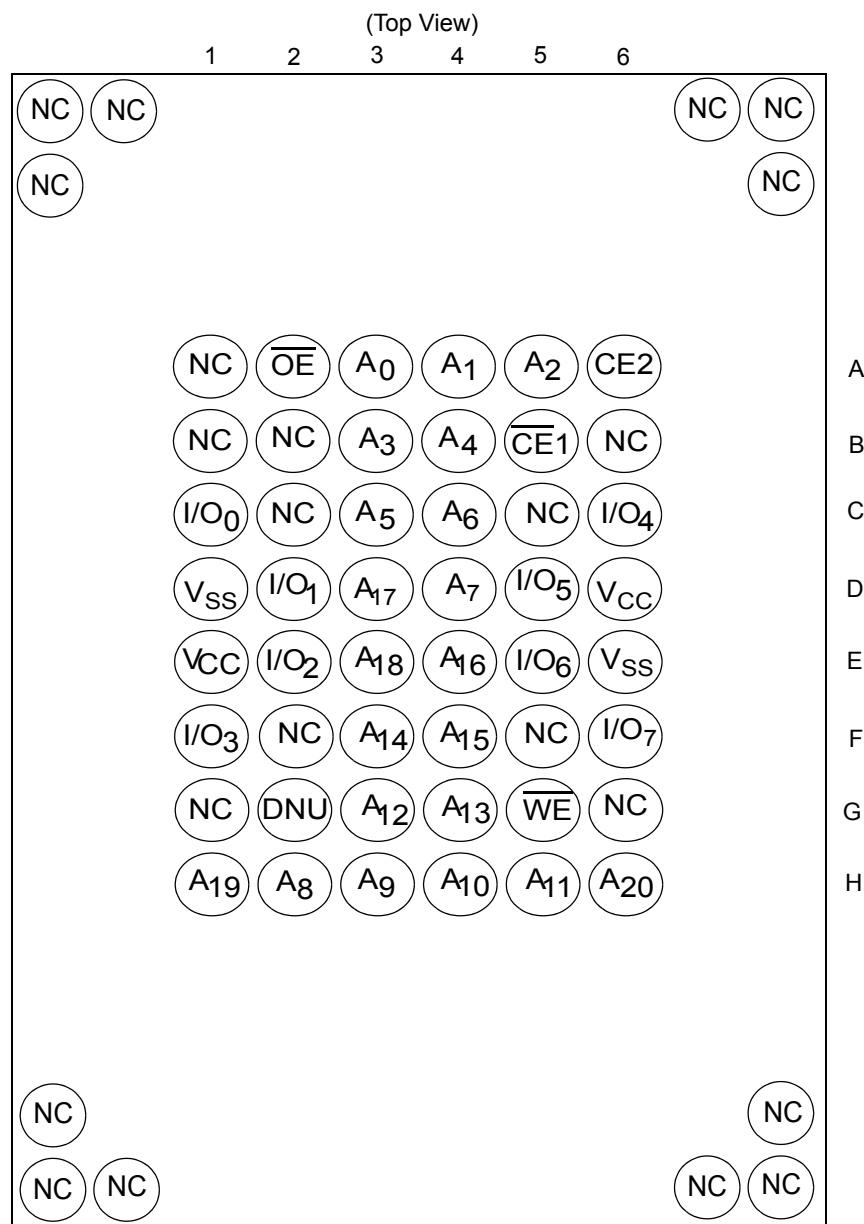 (Top View)
1 2 3 4 5 6
NC NC NC NC
NC NC
NC O̅E̅ A0 A1 A2 CE2 A
NC NC A3 A4 C̅E̅1 NC B
I/O0 NC A5 A6 NC I/O4 C
VSS I/O1 A17 A7 I/O5 VCC D
VCC I/O2 A18 A16 I/O6 VSS E
I/O3 NC A14 A15 NC I/O7 F
NC DNU A12 A13 W̅E̅ NC G
A19 A8 A9 A10 A11 A20 H
NC NC
NC NC NC NC